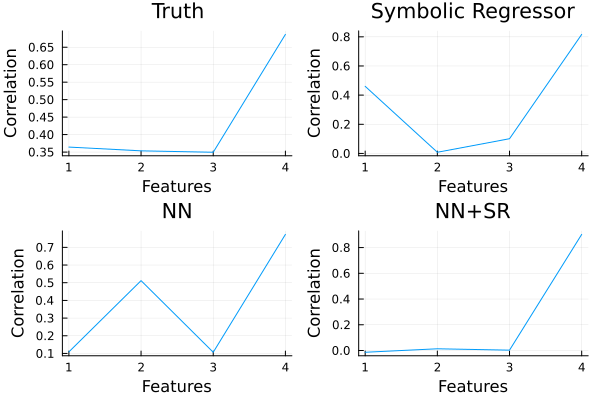 Truth
Correlation
0.65
0.60
0.55
0.50
0.45
0.40
0.35
1 2 3 4
Features
Symbolic Regressor
Correlation
0.8
0.6
0.4
0.2
0.0
1 2 3 4
Features
NN
Correlation
0.7
0.6
0.5
0.4
0.3
0.2
0.1
1 2 3 4
Features
NN+SR
Correlation
0.8
0.6
0.4
0.2
0.0
1 2 3 4
Features